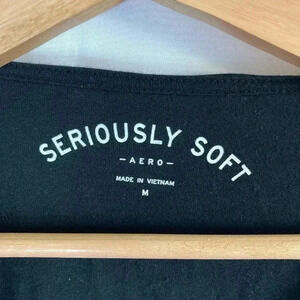 SERIOUSLY SOFT
- AERO -
MADE IN VIETNAM
M